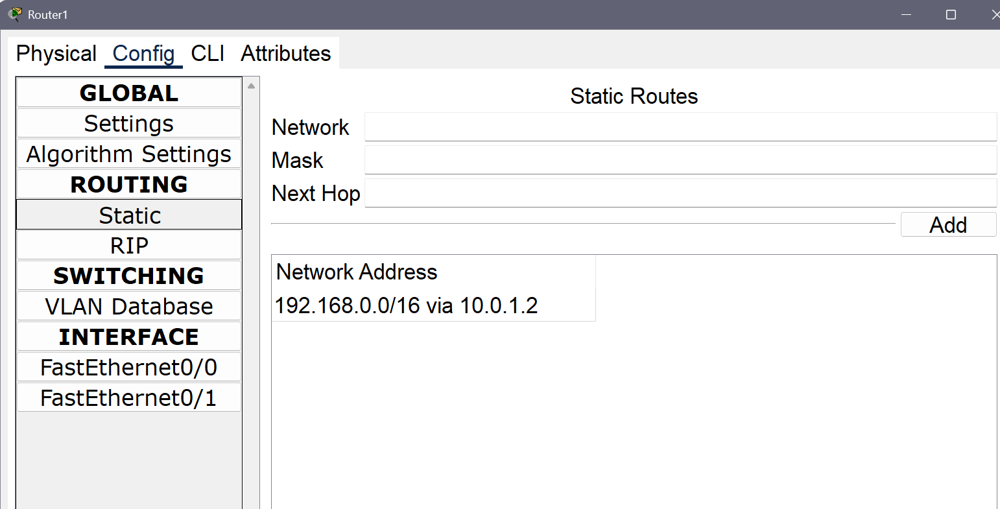 Router1
Physical Config CLI Attributes
GLOBAL
Settings
Algorithm Settings
ROUTING
Static
RIP
SWITCHING
VLAN Database
INTERFACE
FastEthernet0/0
FastEthernet0/1
Static Routes
Network
Mask
Next Hop
Add
Network Address
192.168.0.0/16 via 10.0.1.2